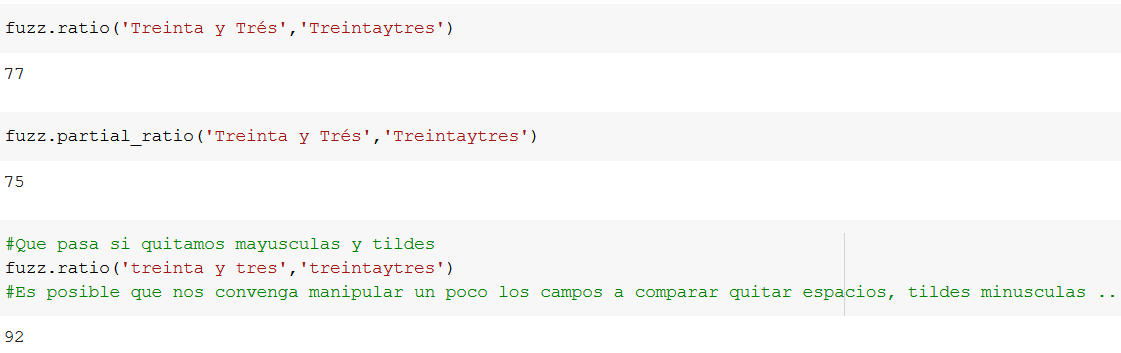 fuzz.ratio('Treinta y Trés','Treintaytres')
77
fuzz.partial_ratio('Treinta y Trés','Treintaytres')
75
#Que pasa si quitamos mayusculas y tildes
fuzz.ratio('treinta y tres','treintaytres')
#Es posible que nos convenga manipular un poco los campos a comparar quitar espacios, tildes minusculas ..
92